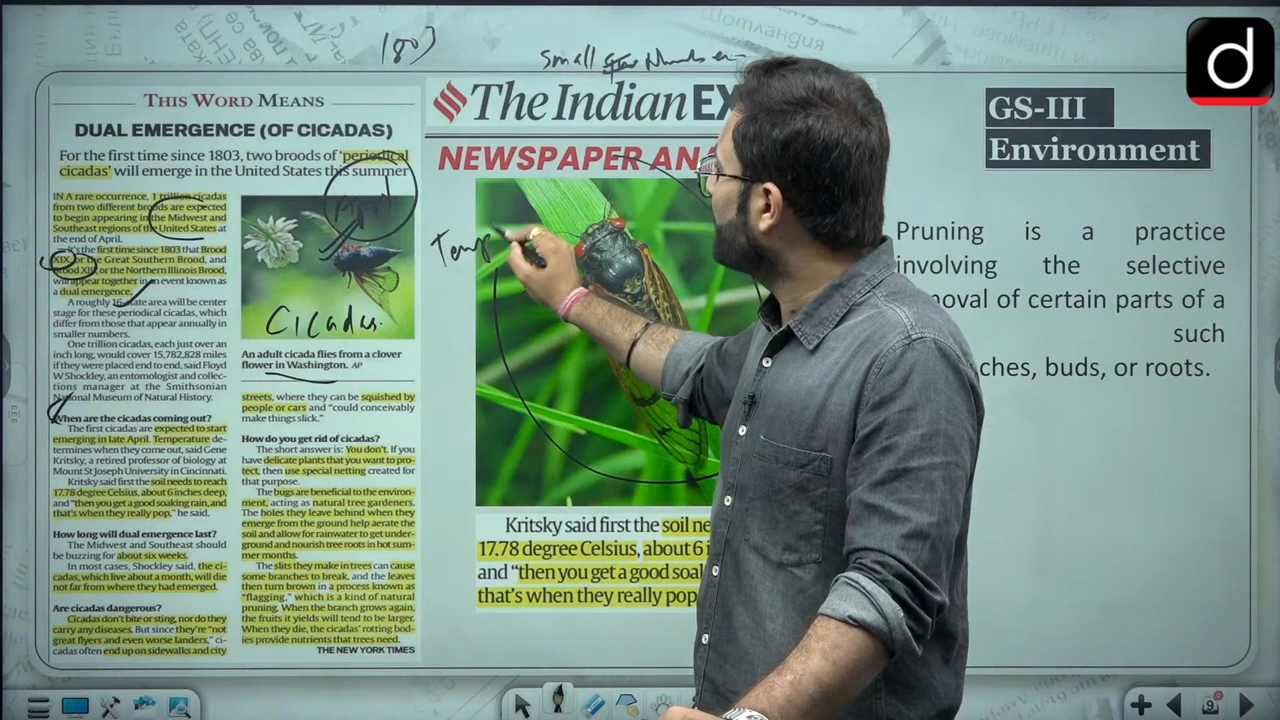 1803
Small
THIS WORD MEANS
DUAL EMERGENCE (OF CICADAS)
For the first time since 1803, two broods of 'periodical
cicadas' will emerge in the United States this summer
IN A rare occurrence, 1 trillion cicadas
from two different broods are expected
to begin appearing in the Midwest and
Southeast regions of the United States at
the end of April.
It's the first time since 1803 that Brood
XIX, or the Great Southern Brood, and
Brood XIII, or the Northern Illinois Brood,
will appear together in an event known as
a dual emergence.
A roughly 16-state area will be center
stage for these periodical cicadas, which
differ from those that appear annually in
smaller numbers.
One trillion cicadas, each just over an
inch long, would cover 15,782,828 miles
if they were placed end to end, said Floyd
W Shockley, an entomologist and collec-
tions manager at the Smithsonian
National Museum of Natural History.
When are the cicadas coming out?
The first cicadas are expected to start
emerging in late April. Temperature de-
termines when they come out, said Gene
Kritsky, a retired professor of biology at
Mount St Joseph University in Cincinnati.
Kritsky said first the soil needs to reach
17.78 degree Celsius, about 6 inches deep,
and "then you get a good soaking rain, and
that's when they really pop," he said.
How long will dual emergence last?
The Midwest and Southeast should
be buzzing for about six weeks.
In most cases, Shockley said, the ci-
cadas, which live about a month, will die
not far from where they had emerged.
Are cicadas dangerous?
Cicadas don't bite or sting, nor do they
carry any diseases. But since they're "not
great flyers and even worse landers," ci-
cadas often end up on sidewalks and city
April
Cicadas.
An adult cicada flies from a clover
flower in Washington. AP
streets, where they can be squished by
people or cars and "could conceivably
make things slick."
How do you get rid of cicadas?
The short answer is: You don't. If you
have delicate plants that you want to pro-
tect, then use special netting created for
that purpose.
The bugs are beneficial to the environ-
ment, acting as natural tree gardeners.
The holes they leave behind when they
emerge from the ground help aerate the
soil and allow for rainwater to get under-
ground and nourish tree roots in hot sum-
mer months.
The slits they make in trees can cause
some branches to break, and the leaves
then turn brown in a process known as
"flagging," which is a kind of natural
pruning. When the branch grows again,
the fruits it yields will tend to be larger.
When they die, the cicadas' rotting bod-
ies provide nutrients that trees need.
THE NEW YORK TIMES
The Indian EX
NEWSPAPER AN
Temp
Kritsky said first the soil ne
17.78 degree Celsius, about 6 i
and "then you get a good soa
that's when they really pop
GS-III
Environment
Pruning is a practice
involving the selective
moval of certain parts of a
such
ches, buds, or roots.
d
9